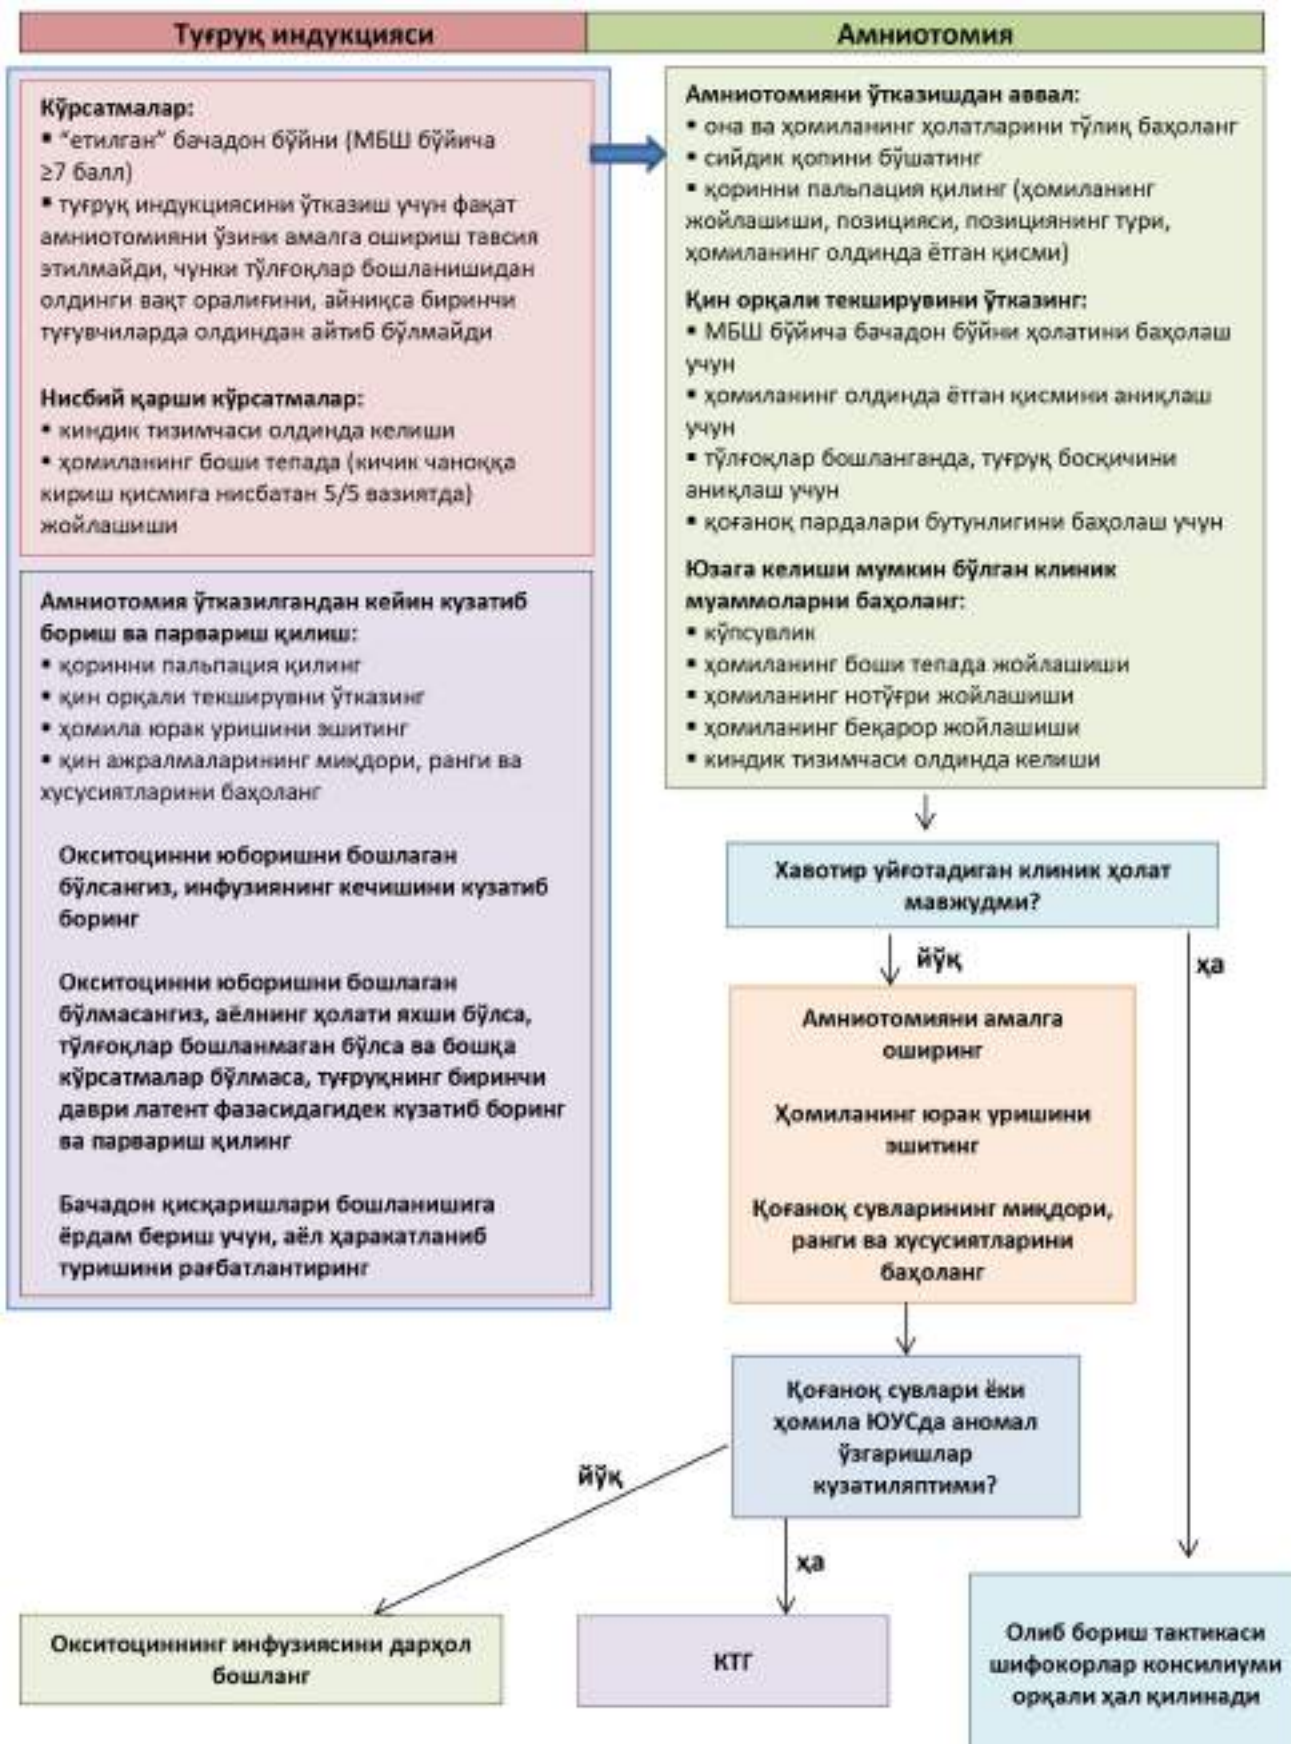 Туғруқ индукцияси
Амниотомия
Кўрсатмалар:
▪ “етилган” бачадон бўйни (МБШ бўйича
≥7 балл)
▪ туғруқ индукциясини ўтказиш учун фақат
амниотомияни ўзини амалга ошириш тавсия
этилмайди, чунки тўлғоқлар бошланишидан
олдинги вақт оралиғини, айниқса биринчи
туғувчиларда олдиндан айтиб бўлмайди
Нисбий қарши кўрсатмалар:
▪ киндик тизимчаси олдинда келиши
▪ ҳомиланинг боши тепада (кичик чаноққа
кириш қисмига нисбатан 5/5 вазиятда)
жойлашиши
Амниотомия ўтказилгандан кейин кузатиб
бориш ва парвариш қилиш:
▪ қоринни пальпация қилинг
▪ қин орқали текширувни ўтказинг
▪ ҳомила юрак уришини эшитинг
▪ қин ажралмаларининг миқдори, ранги ва
хусусиятларини баҳоланг
Окситоцинни юборишни бошлаган
бўлсангиз, инфузиянинг кечишини кузатиб
боринг
Окситоцинни юборишни бошлаган
бўлмасангиз, аёлнинг ҳолати яхши бўлса,
тўлғоқлар бошланмаган бўлса ва бошқа
кўрсатмалар бўлмаса, туғруқнинг биринчи
даври латент фазасидагидек кузатиб боринг
ва парвариш қилинг
Бачадон қисқаришлари бошланишига
ёрдам бериш учун, аёл ҳаракатланиб
туришини рағбатлантиринг
Амниотомияни ўтказишдан аввал:
▪ она ва ҳомиланинг ҳолатларини тўлиқ баҳоланг
▪ сийдик қопини бўшатинг
▪ қоринни пальпация қилинг (ҳомиланинг
жойлашиши, позицияси, позициянинг тури,
ҳомиланинг олдинда ётган қисми)
Қин орқали текширувини ўтказинг:
▪ МБШ бўйича бачадон бўйни ҳолатини баҳолаш
учун
▪ ҳомиланинг олдинда ётган қисмини аниқлаш
учун
▪ тўлғоқлар бошланганда, туғруқ босқичини
аниқлаш учун
▪ қоғаноқ пардалари бутунлигини баҳолаш учун
Юзага келиши мумкин бўлган клиник
муаммоларни баҳоланг:
▪ кўпсувлик
▪ ҳомиланинг боши тепада жойлашиши
▪ ҳомиланинг нотўғри жойлашиши
▪ ҳомиланинг беқарор жойлашиши
▪ киндик тизимчаси олдинда келиши
Хавотир уйғотадиган клиник ҳолат
мавжудми?
йўқ
ҳа
Амниотомияни амалга
оширинг
Ҳомиланинг юрак уришини
эшитинг
Қоғаноқ сувларининг миқдори,
ранги ва хусусиятларини
баҳоланг
Қоғаноқ сувлари ёки
ҳомила ЮУСда аномал
ўзгаришлар
кузатиляптими?
йўқ
ҳа
Окситоциннинг инфузиясини дарҳол
бошланг
КТГ
Олиб бориш тактикаси
шифокорлар консилиуми
орқали ҳал қилинади